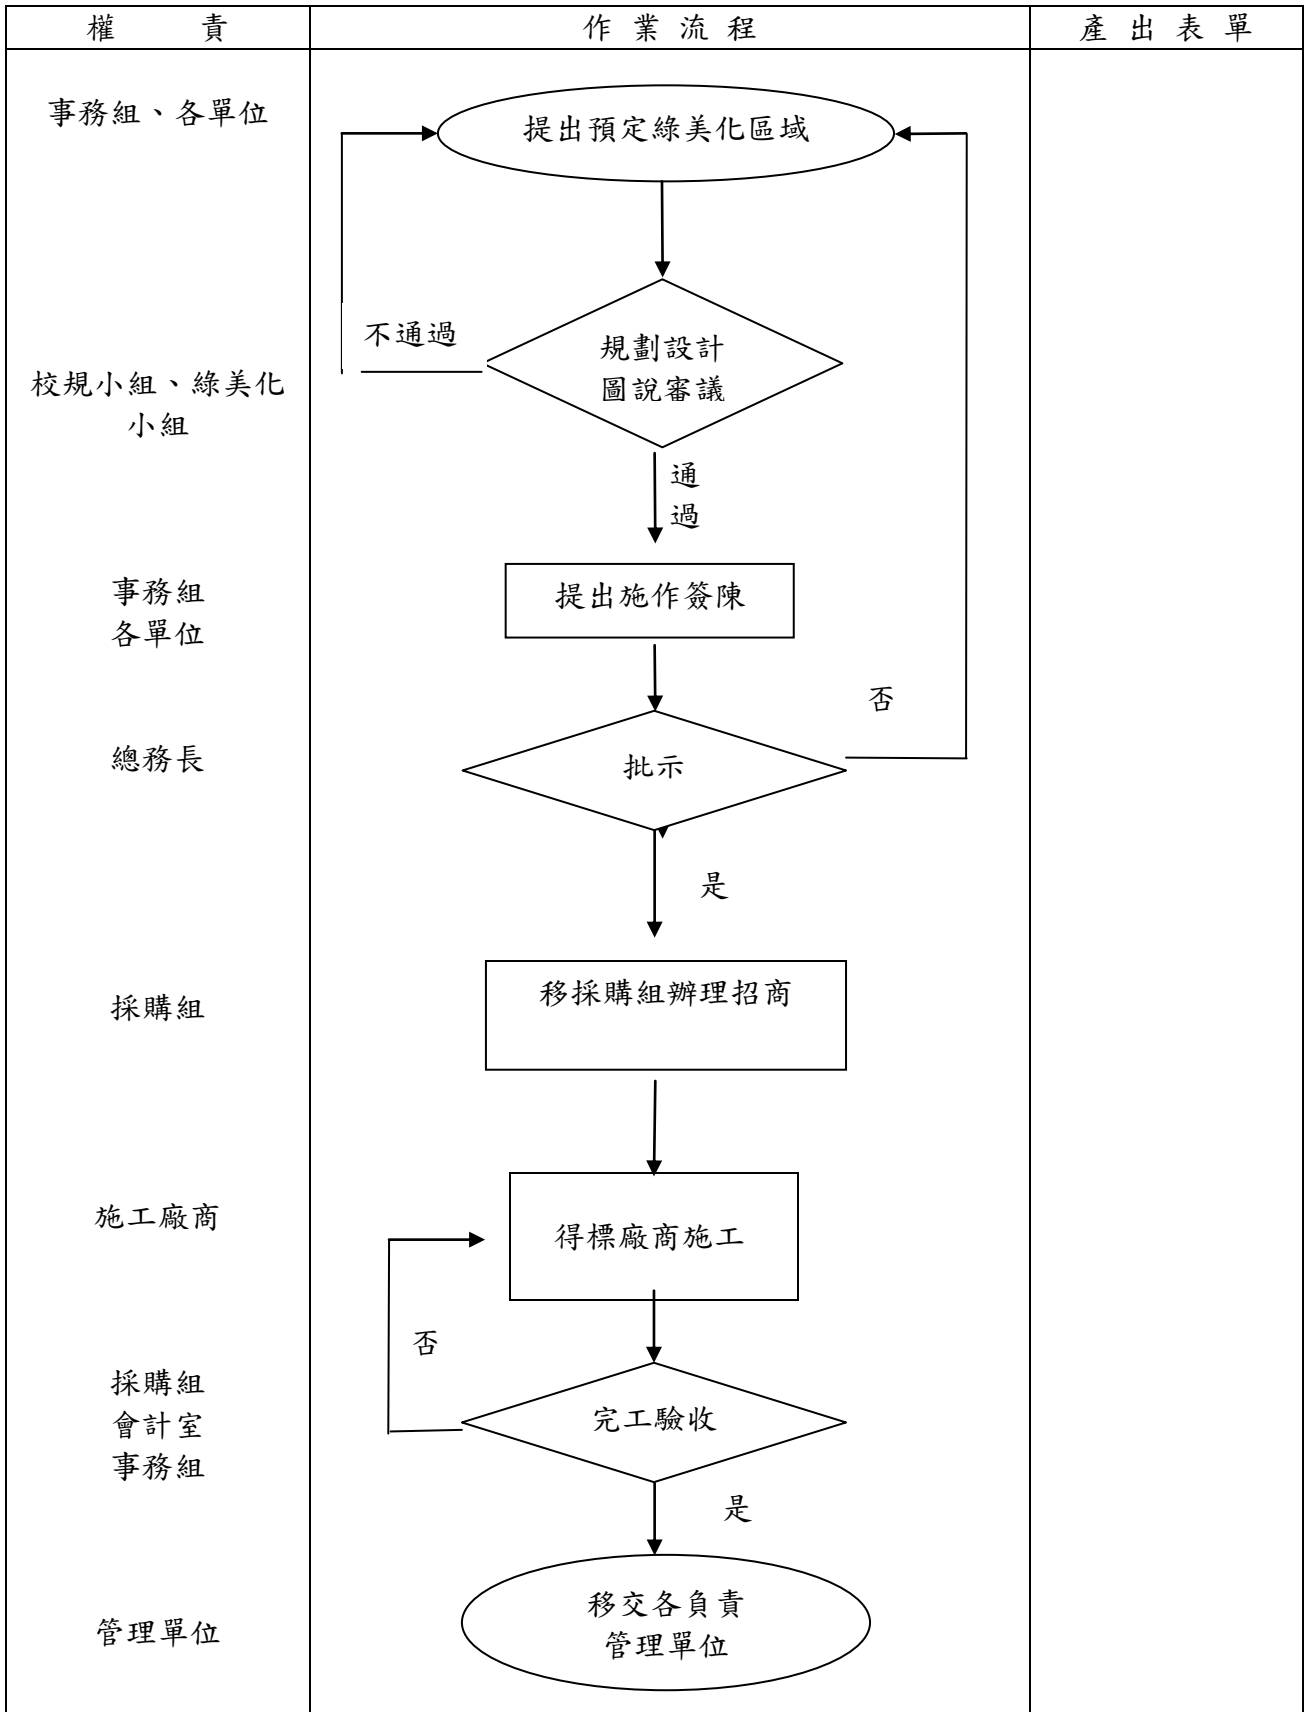 權 責
作 業 流 程
產 出 表 單
事務組、各單位
提出預定綠美化區域
不通過
規劃設計
圖說審議
校規小組、綠美化
小組
通
過
事務組
各單位
提出施作簽陳
否
總務長
批示
是
採購組
移採購組辦理招商
施工廠商
得標廠商施工
否
採購組
會計室
事務組
完工驗收
是
管理單位
移交各負責
管理單位